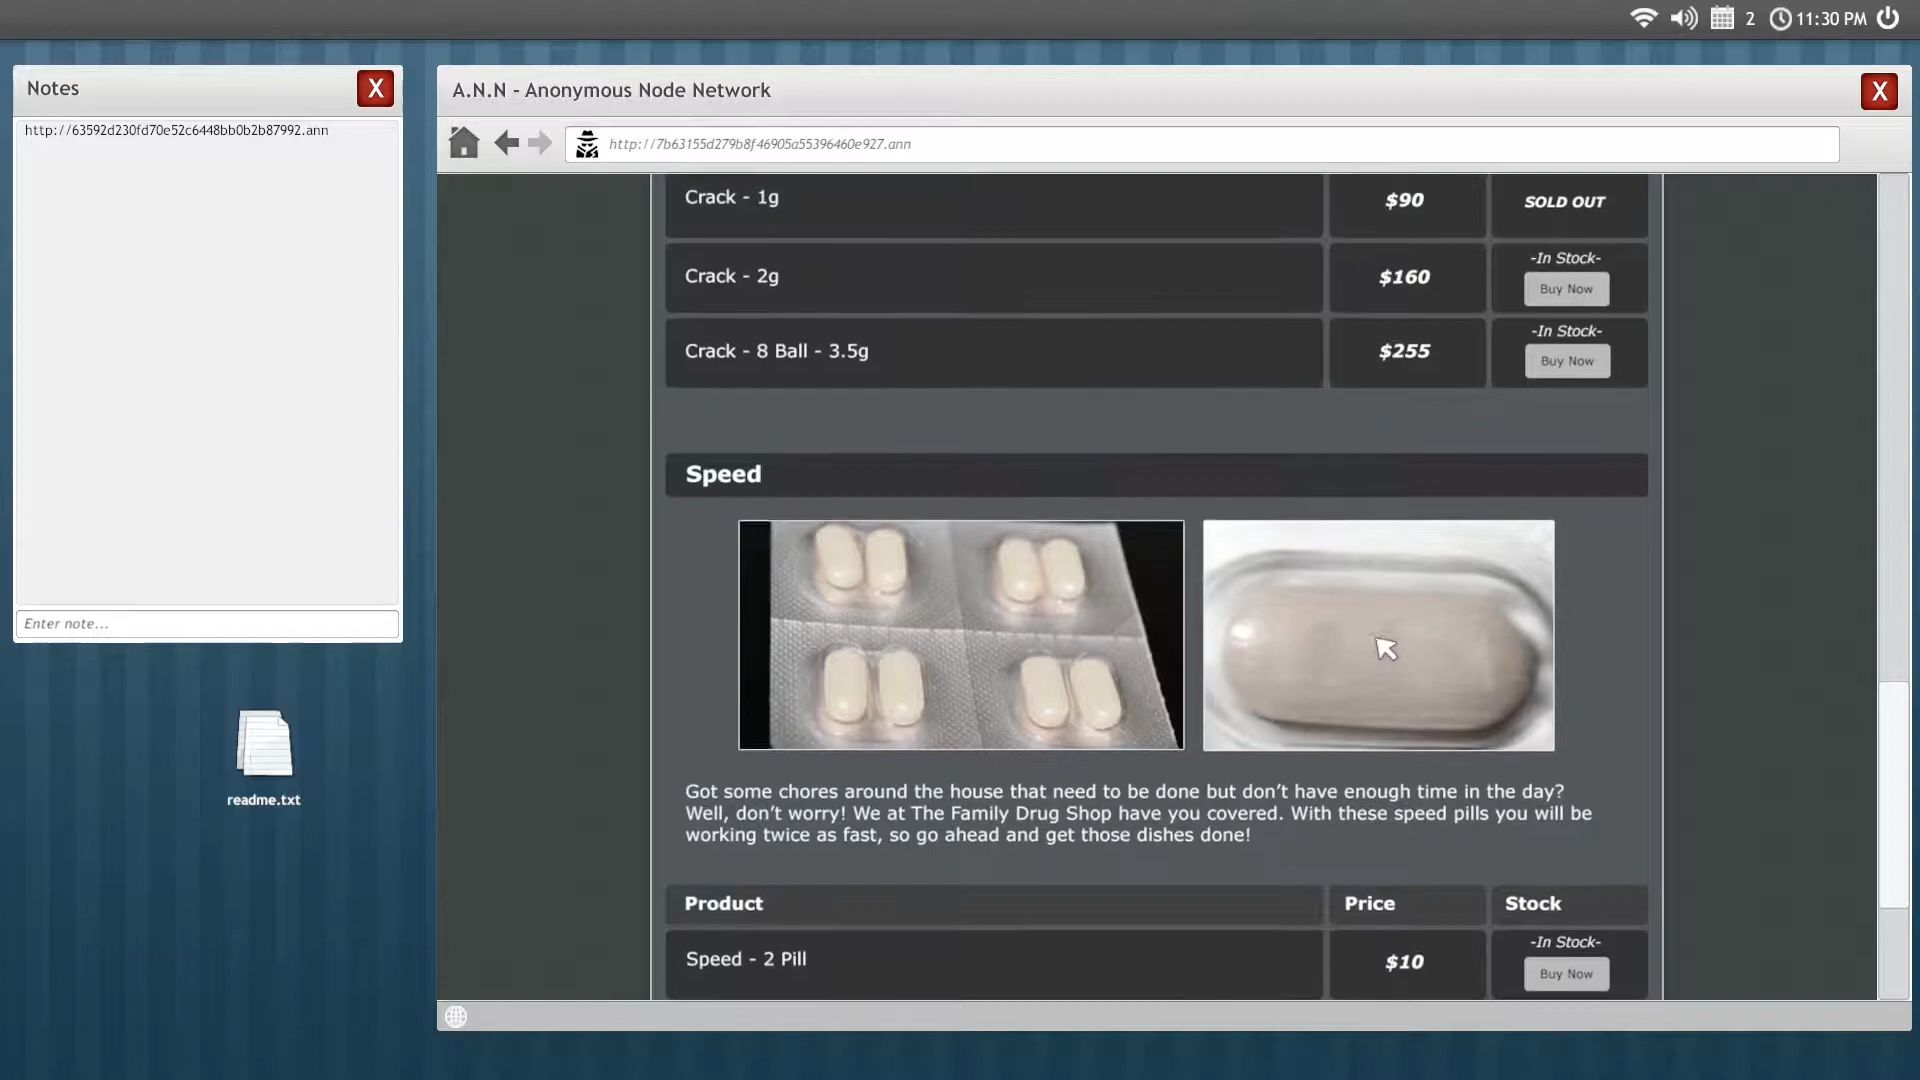 2
11:30 PM
Notes
X
http://63592d230fd70e52c6448bb0b2b87992.ann
Enter note...
readme.txt
A.N.N - Anonymous Node Network
X
http://7b63155d279b8f46905a55396460e927.ann
Crack - 1g
$90
SOLD OUT
Crack - 2g
$160
-In Stock-
Buy Now
Crack - 8 Ball - 3.5g
$255
-In Stock-
Buy Now
Speed
Got some chores around the house that need to be done but don't have enough time in the day?
Well, don't worry! We at The Family Drug Shop have you covered. With these speed pills you will be
working twice as fast, so go ahead and get those dishes done!
Product
Price
Stock
Speed - 2 Pill
$10
-In Stock-
Buy Now